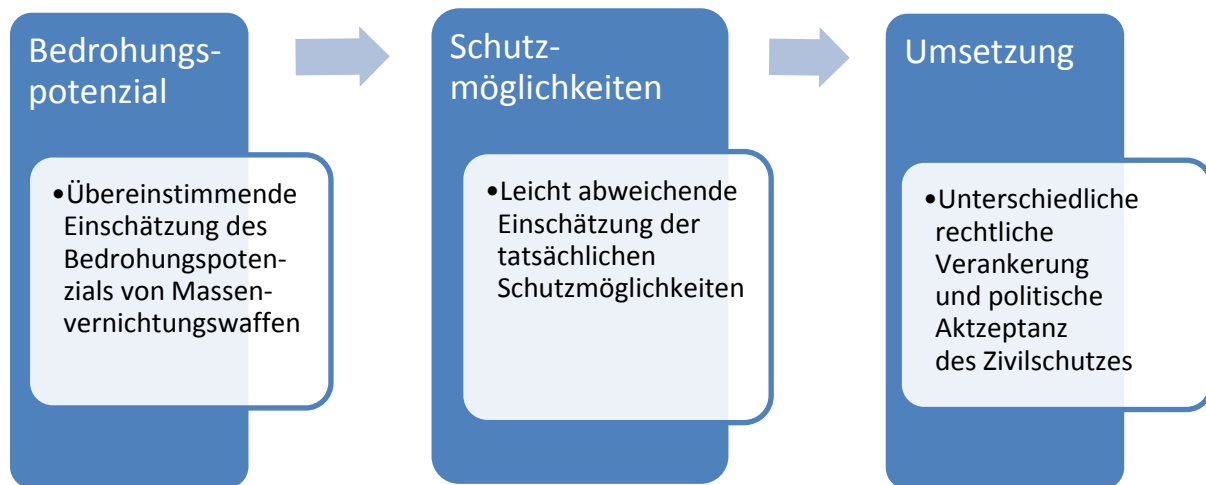 Bedrohungs-
potenzial
•Übereinstimmende
Einschätzung des
Bedrohungspoten-
zials von Massen-
vernichtungswaffen
Schutz-
möglichkeiten
•Leicht abweichende
Einschätzung der
tatsächlichen
Schutzmöglichkeiten
Umsetzung
•Unterschiedliche
rechtliche
Verankerung
und politische
Aktzeptanz
des Zivilschutzes